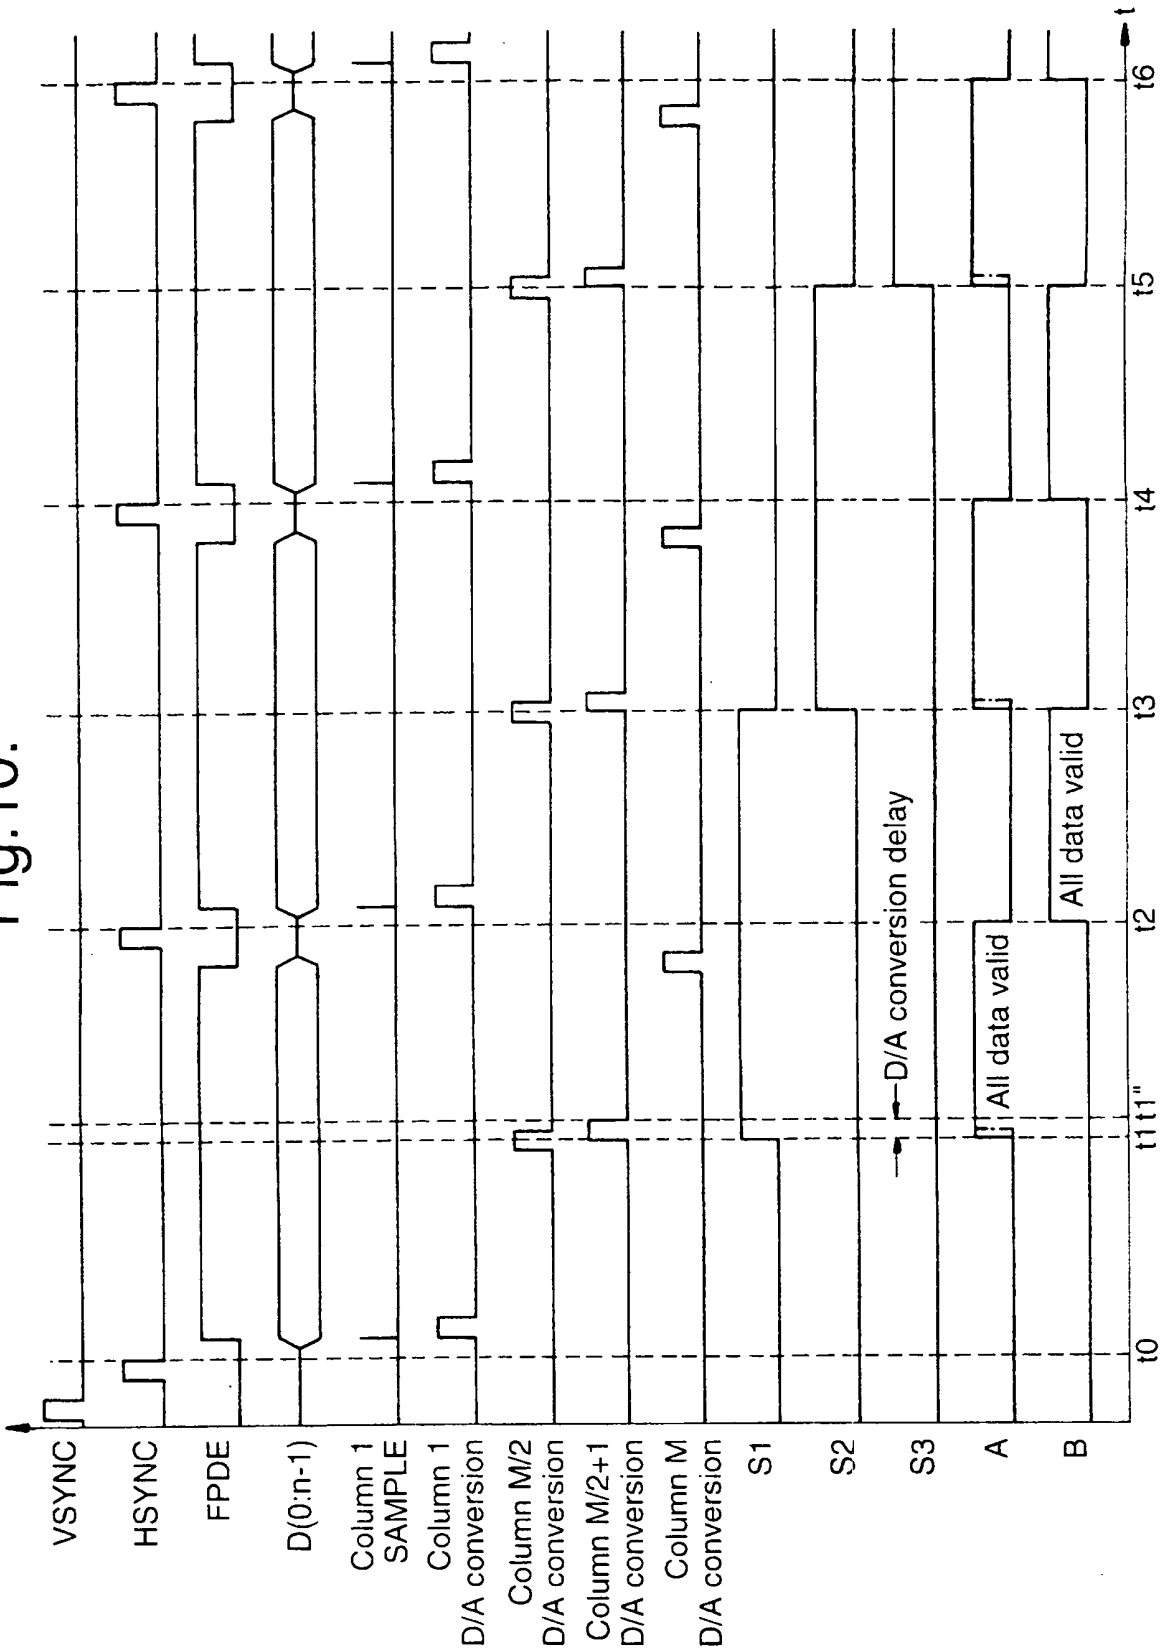 Fig.10.
VSYNC
HSYNC
FPDE
D(0:n-1)
Column 1
SAMPLE
Column 1
D/A conversion
Column M/2
D/A conversion
Column M/2+1
D/A conversion
Column M
D/A conversion
S1
S2
S3
D/A conversion delay
A
All data valid
B
All data valid
t0 t1 t1" t2 t3 t4 t5 t6 t